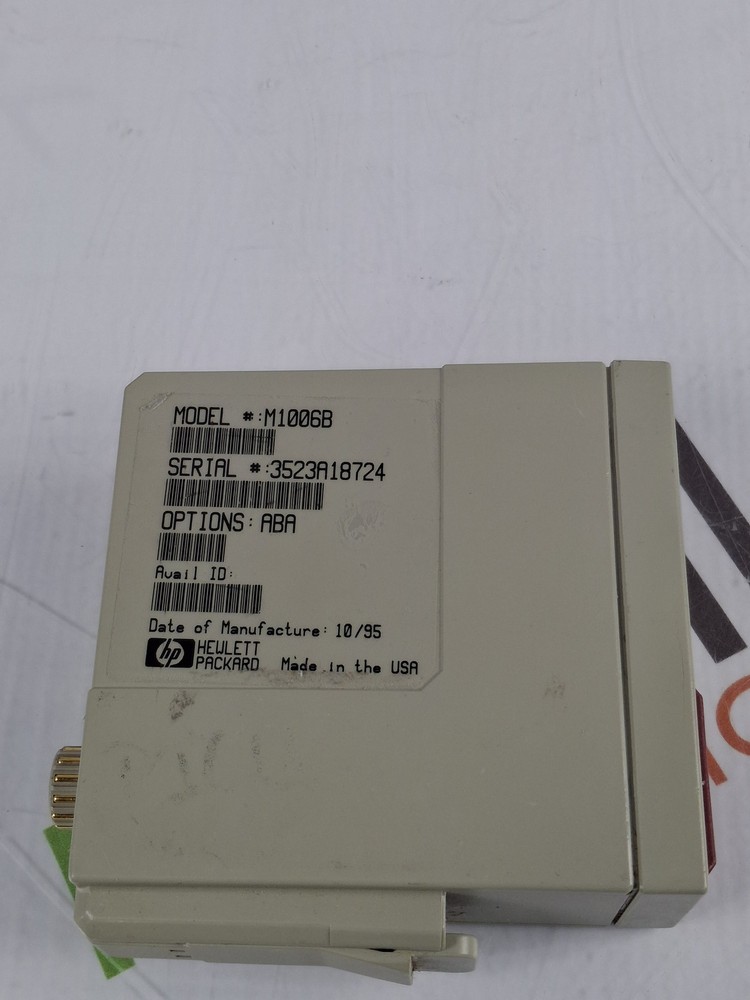 MODEL #:M1006B
SERIAL #:3523A18724
OPTIONS: ABA
Avail ID:
Date of Manufacture: 10/95
hp HEWLETT
PACKARD Made in the USA